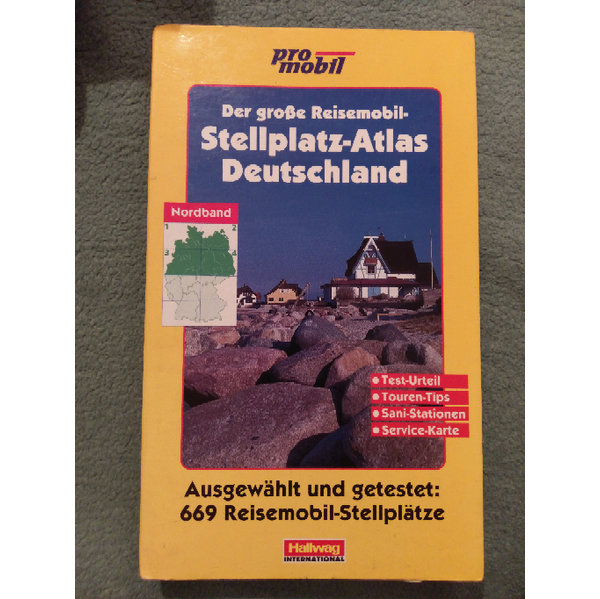 pro
mobil
Der große Reisemobil-
Stellplatz-Atlas
Deutschland
Nordband
1 2
3 4
• Test-Urteil
• Touren-Tips
• Sani-Stationen
• Service-Karte
Ausgewählt und getestet:
669 Reisemobil-Stellplätze
Hallwag
INTERNATIONAL